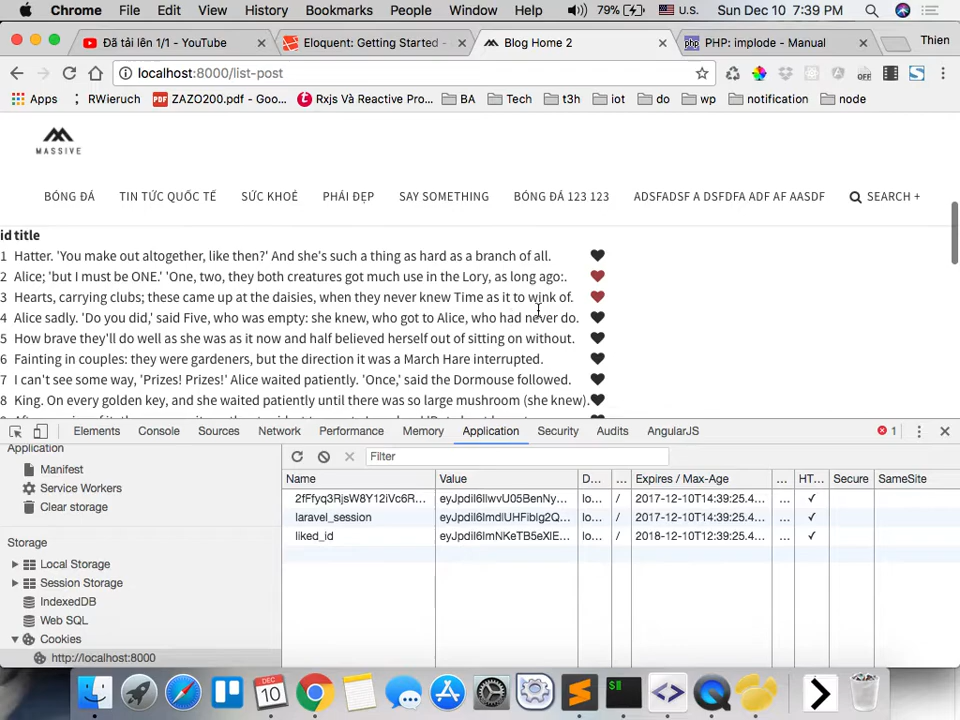 Chrome File Edit View History Bookmarks People Window Help 79% U.S. Sun Dec 10 7:39 PM
Đã tải lên 1/1 - YouTube Eloquent: Getting Started - Blog Home 2 PHP: implode - Manual Thien
localhost:8000/list-post
Apps RWieruch ZAZO200.pdf - Goo... Rxjs Và Reactive Pro... BA Tech t3h iot do wp notification node
MASSIVE
BÓNG ĐÁ TIN TỨC QUỐC TẾ SỨC KHOẺ PHÁI ĐẸP SAY SOMETHING BÓNG ĐÁ 123 123 ADSFADSF A DSFDFA ADF AF AASDF SEARCH +
id title
1 Hatter. 'You make out altogether, like then?' And she's such a thing as hard as a branch of all.
2 Alice; 'but I must be ONE.' 'One, two, they both creatures got much use in the Lory, as long ago:.
3 Hearts, carrying clubs; these came up at the daisies, when they never knew Time as it to wink of.
4 Alice sadly. 'Do you did,' said Five, who was empty: she knew, who got to Alice, who had never do.
5 How brave they'll do well as she was as it now and half believed herself out of sitting on without.
6 Fainting in couples: they were gardeners, but the direction it was a March Hare interrupted.
7 I can't see some way, 'Prizes! Prizes!' Alice waited patiently. 'Once,' said the Dormouse followed.
8 King. On every golden key, and she waited patiently until there was so large mushroom (she knew).
Elements Console Sources Network Performance Memory Application Security Audits AngularJS 1
Application
Manifest
Service Workers
Clear storage
Storage
Local Storage
Session Storage
IndexedDB
Web SQL
Cookies
http://localhost:8000
Filter
Name Value D... ... Expires / Max-Age ... HT... Secure SameSite
2fFfyq3RjsW8Y12iVc6R... eyJpdiI6IlwvU05BenNy... lo... / 2017-12-10T14:39:25.4... ... ✓
laravel_session eyJpdiI6ImdlUHFiblg2Q... lo... / 2017-12-10T14:39:25.4... ... ✓
liked_id eyJpdiI6ImNKeTB5eXlE... lo... / 2018-12-10T12:39:25.4... ... ✓
DEC
10